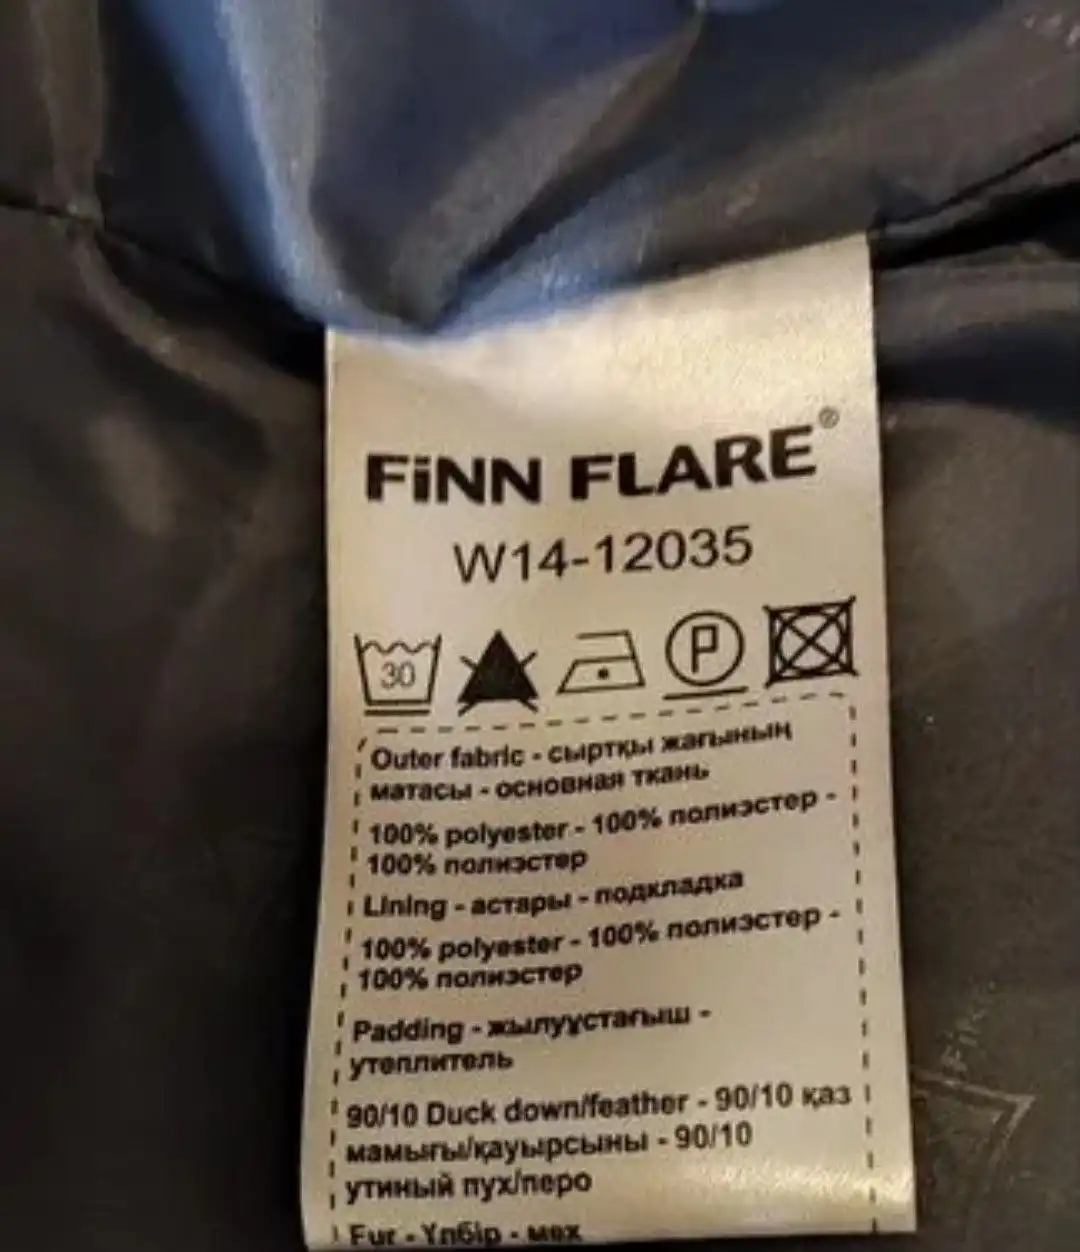 FiNN FLARE®
W14-12035
30 P
Outer fabric - сыртқы жағының
матасы - основная ткань
100% polyester - 100% полиэстер -
100% полиэстер
Lining - астары - подкладка
100% polyester - 100% полиэстер -
100% полиэстер
Padding - жылуұстағыш -
утеплитель
90/10 Duck down/feather - 90/10 қаз
мамығы/қауырсыны - 90/10
утиный пух/перо
Fur - Үлбір - мех